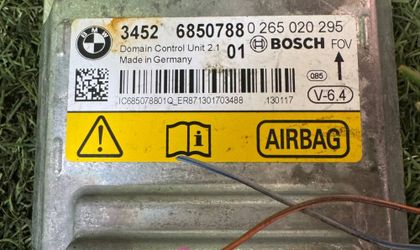 BMW
3452 6850788 0 265 020 295
Domain Control Unit 2.1 01 BOSCH FOV
Made in Germany
085
V-6.4
IC685078801Q_ER871301703488 130117
AIRBAG